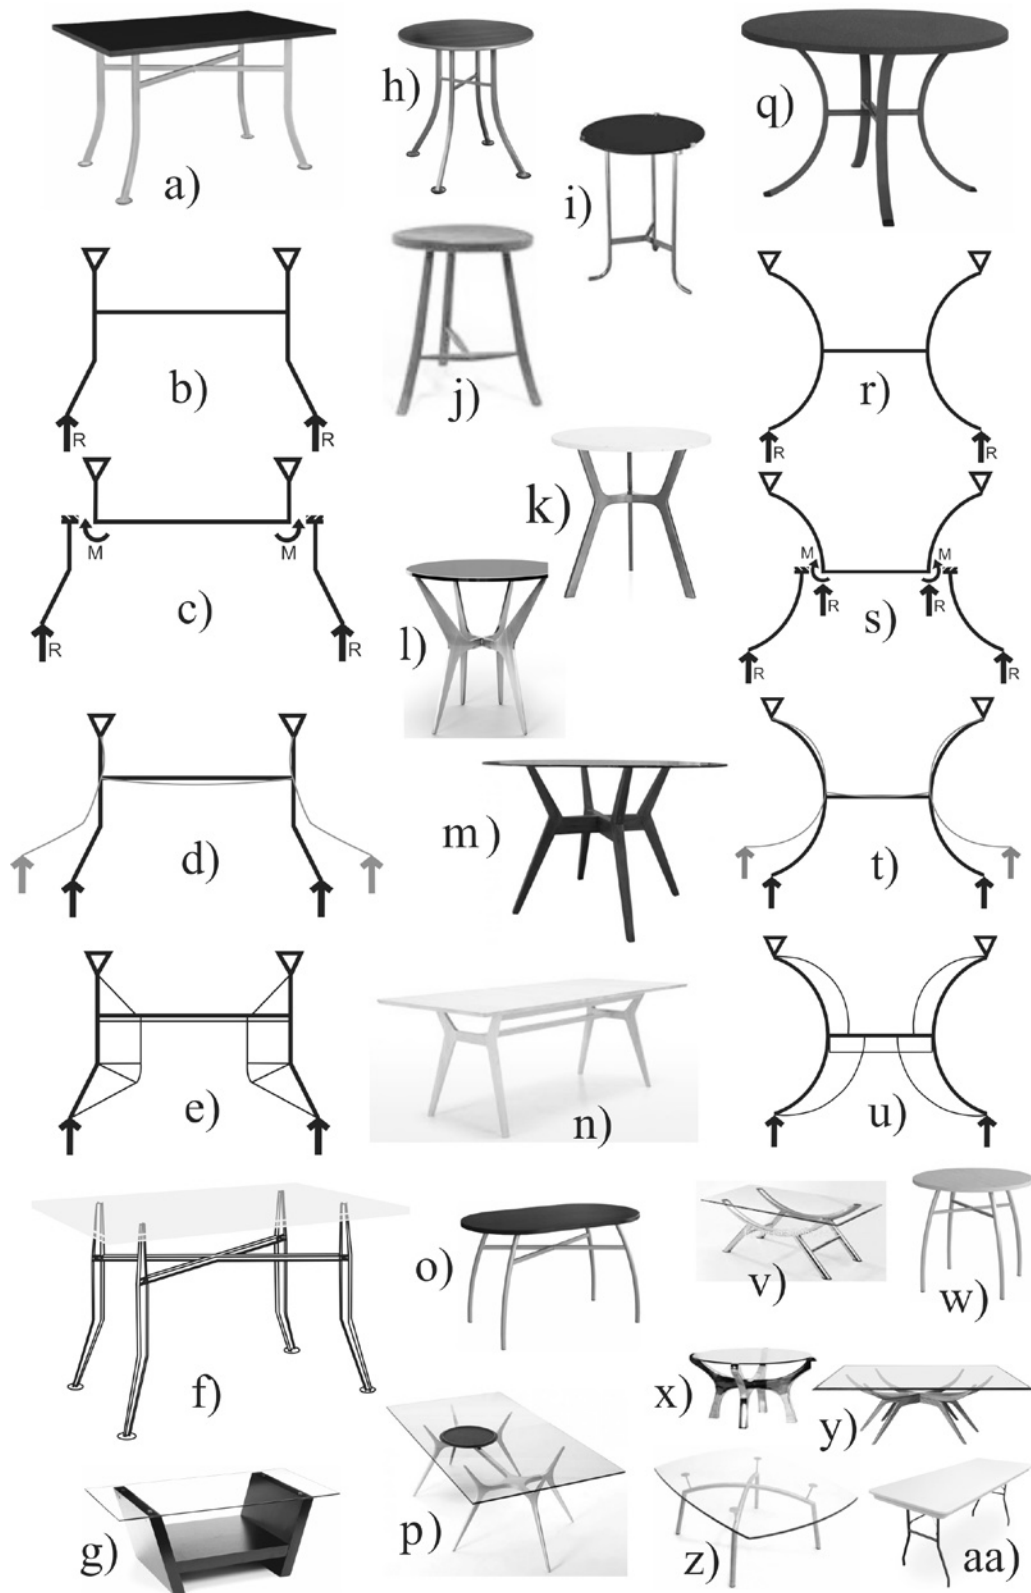 a)
h)
q)
i)
b)
R
R
j)
r)
R
R
k)
c)
M
M
R
R
l)
s)
M
M
R
R
R
R
d)
m)
t)
e)
n)
u)
f)
o)
v)
w)
x)
y)
g)
p)
z)
aa)